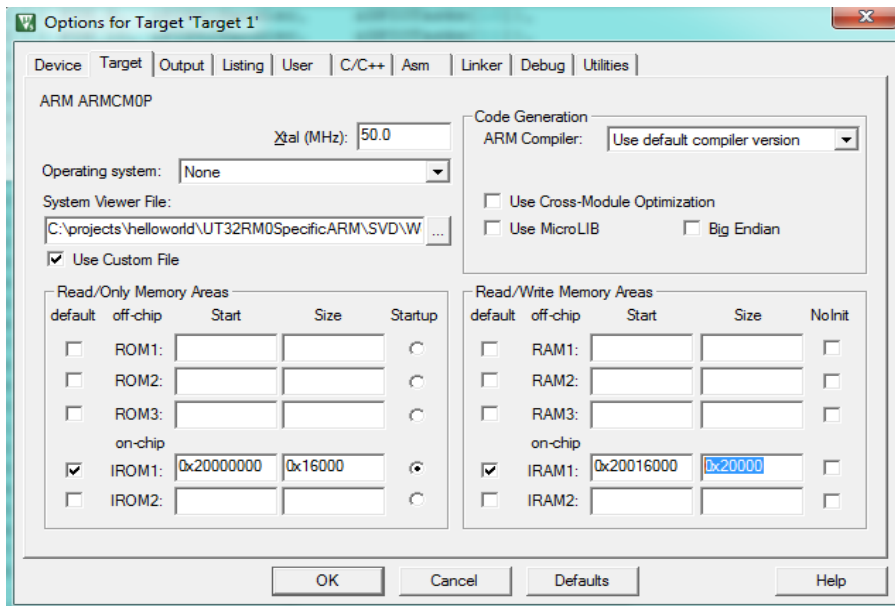 Options for Target 'Target 1'
Device Target Output Listing User C/C++ Asm Linker Debug Utilities
ARM ARMCM0P
Xtal (MHz): 50.0
Operating system: None
System Viewer File:
C:\projects\helloworld\UT32RM0SpecificARM\SVD\W ...
Use Custom File
Code Generation
ARM Compiler: Use default compiler version
Use Cross-Module Optimization
Use MicroLIB Big Endian
Read/Only Memory Areas
default off-chip Start Size Startup
ROM1:
ROM2:
ROM3:
on-chip
IROM1: 0x20000000 0x16000
IROM2:
Read/Write Memory Areas
default off-chip Start Size NoInit
RAM1:
RAM2:
RAM3:
on-chip
IRAM1: 0x20016000 0x20000
IRAM2:
OK Cancel Defaults Help